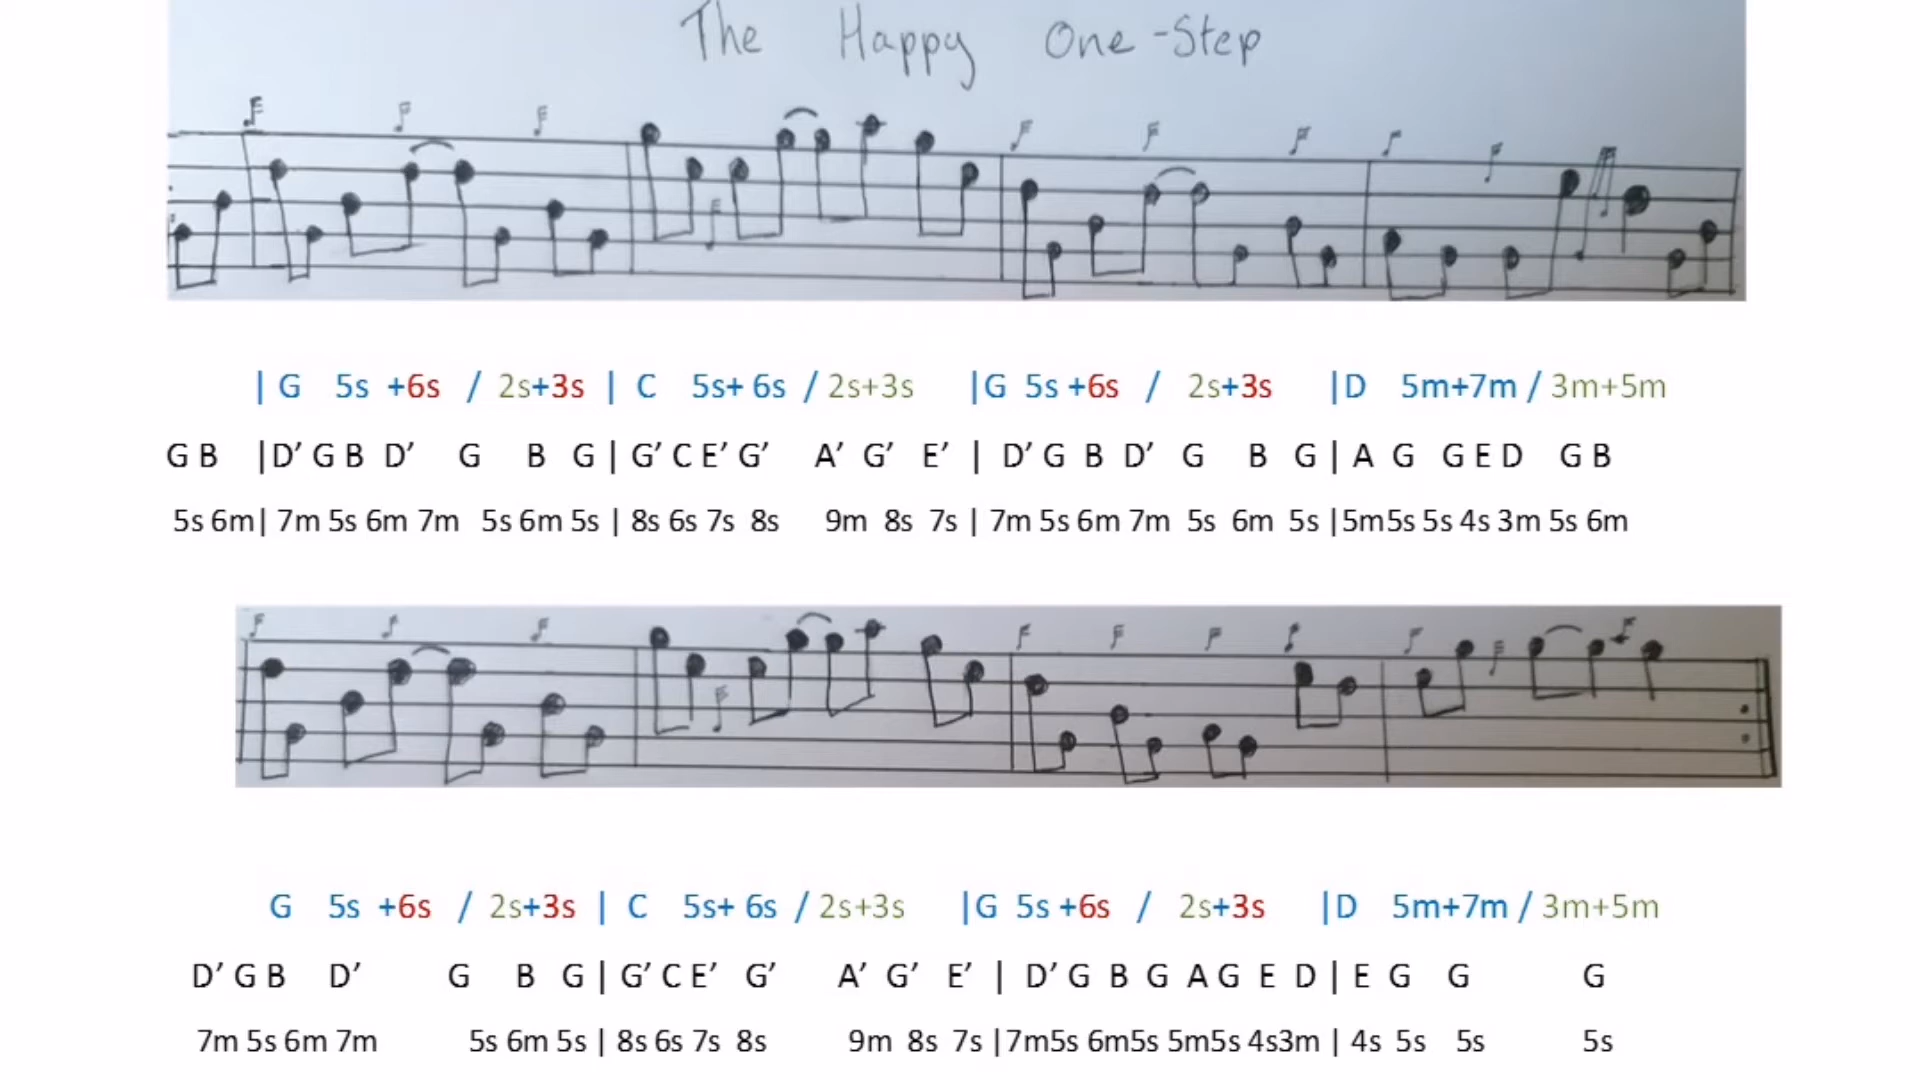 The Happy One-Step
| G 5s +6s / 2s+3s | C 5s+ 6s / 2s+3s |G 5s +6s / 2s+3s |D 5m+7m / 3m+5m
G B |D’ G B D’ G B G | G’ C E’ G’ A’ G’ E’ | D’ G B D’ G B G | A G G E D G B
5s 6m| 7m 5s 6m 7m 5s 6m 5s | 8s 6s 7s 8s 9m 8s 7s | 7m 5s 6m 7m 5s 6m 5s |5m5s 5s 4s 3m 5s 6m
G 5s +6s / 2s+3s | C 5s+ 6s / 2s+3s |G 5s +6s / 2s+3s |D 5m+7m / 3m+5m
D’ G B D’ G B G | G’ C E’ G’ A’ G’ E’ | D’ G B G A G E D | E G G G
7m 5s 6m 7m 5s 6m 5s | 8s 6s 7s 8s 9m 8s 7s |7m5s 6m5s 5m5s 4s3m | 4s 5s 5s 5s